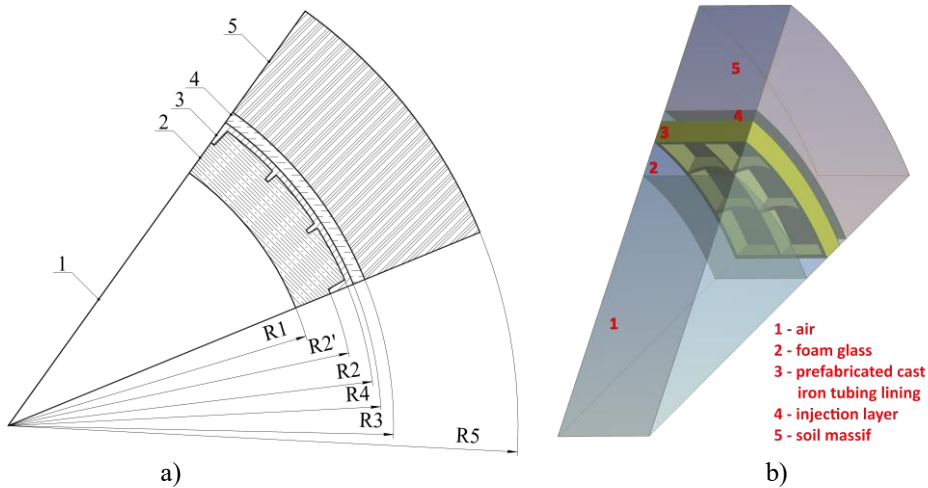 5
4
3
2
1
R1
R2'
R2
R4
R3
R5
a)
5
4
3
2
1
1 - air
2 - foam glass
3 - prefabricated cast
iron tubing lining
4 - injection layer
5 - soil massif
b)